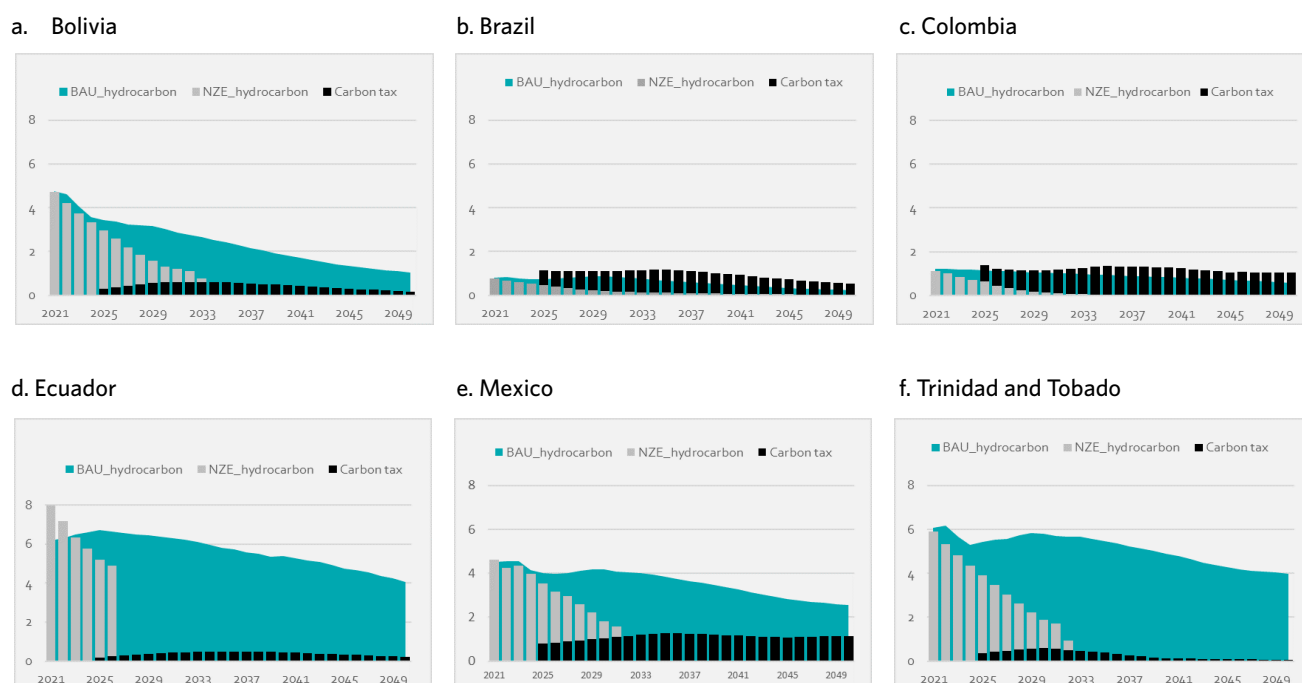 a. Bolivia
BAU_hydrocarbon NZE_hydrocarbon Carbon tax
8
6
4
2
0
2021 2025 2029 2033 2037 2041 2045 2049
b. Brazil
BAU_hydrocarbon NZE_hydrocarbon Carbon tax
8
6
4
2
0
2021 2025 2029 2033 2037 2041 2045 2049
c. Colombia
BAU_hydrocarbon NZE_hydrocarbon Carbon tax
8
6
4
2
0
2021 2025 2029 2033 2037 2041 2045 2049
d. Ecuador
BAU_hydrocarbon NZE_hydrocarbon Carbon tax
8
6
4
2
0
2021 2025 2029 2033 2037 2041 2045 2049
e. Mexico
BAU_hydrocarbon NZE_hydrocarbon Carbon tax
8
6
4
2
0
2021 2025 2029 2033 2037 2041 2045 2049
f. Trinidad and Tobado
BAU_hydrocarbon NZE_hydrocarbon Carbon tax
8
6
4
2
0
2021 2025 2029 2033 2037 2041 2045 2049